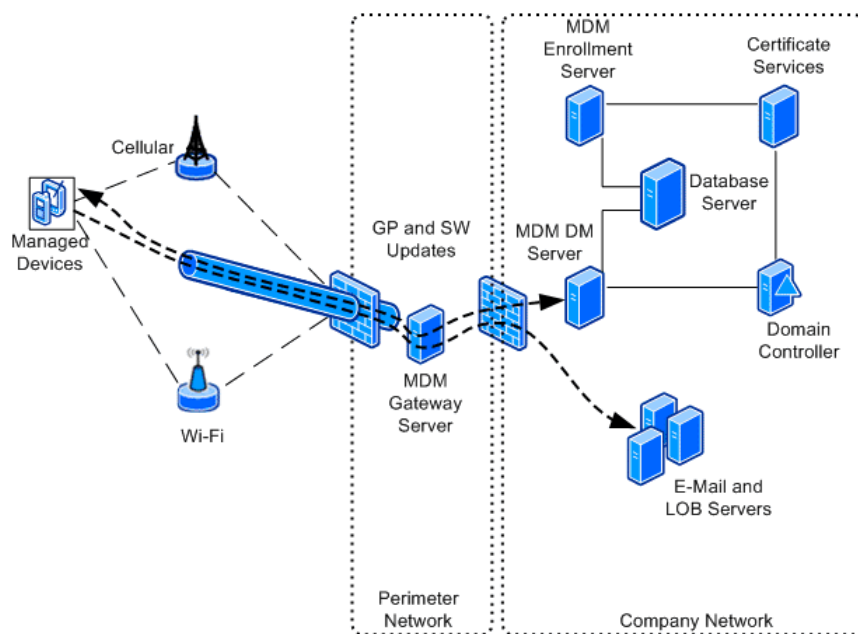 MDM
Enrollment
Server
Certificate
Services
Cellular
Database
Server
Managed
Devices
GP and SW
Updates
MDM DM
Server
Domain
Controller
MDM
Gateway
Server
Wi-Fi
E-Mail and
LOB Servers
Perimeter
Network
Company Network